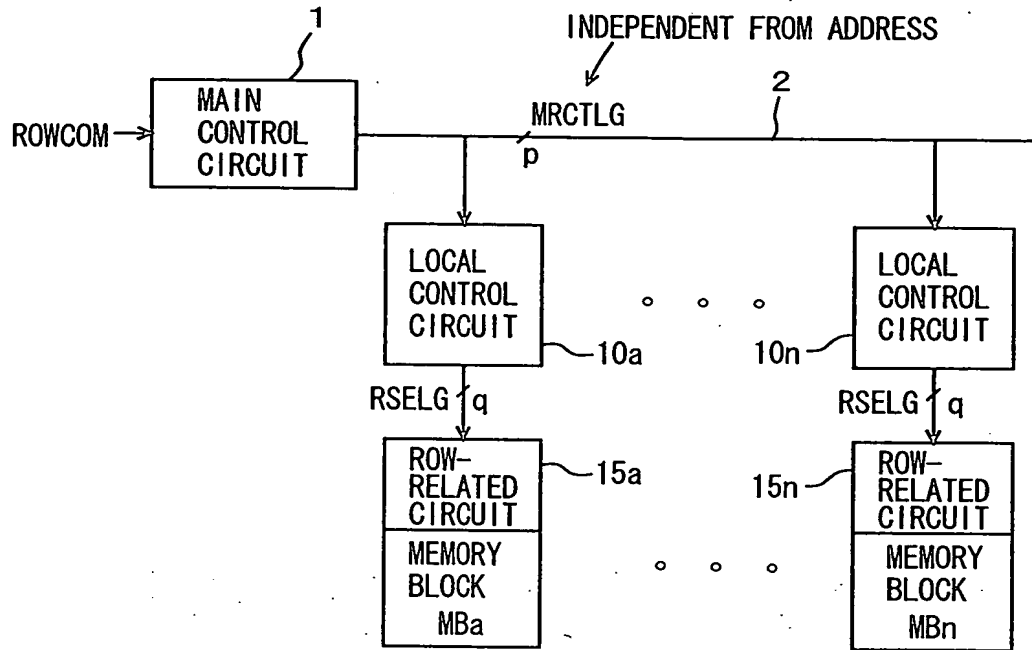 1
INDEPENDENT FROM ADDRESS
ROWCOM
MAIN
CONTROL
CIRCUIT
MRCTLG
p
2
LOCAL
CONTROL
CIRCUIT
10a
LOCAL
CONTROL
CIRCUIT
10n
RSELG
q
RSELG
q
ROW-
RELATED
CIRCUIT
15a
ROW-
RELATED
CIRCUIT
15n
MEMORY
BLOCK
MBa
MEMORY
BLOCK
MBn